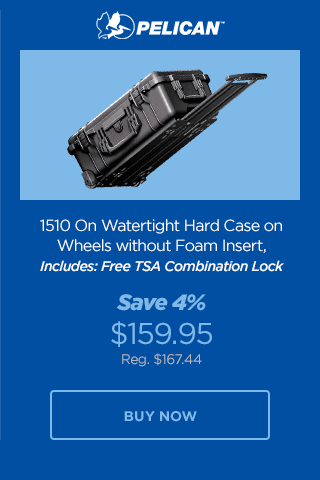 PELICAN™
1510 On Watertight Hard Case on
Wheels without Foam Insert,
Includes: Free TSA Combination Lock
Save 4%
$159.95
Reg. $167.44
BUY NOW